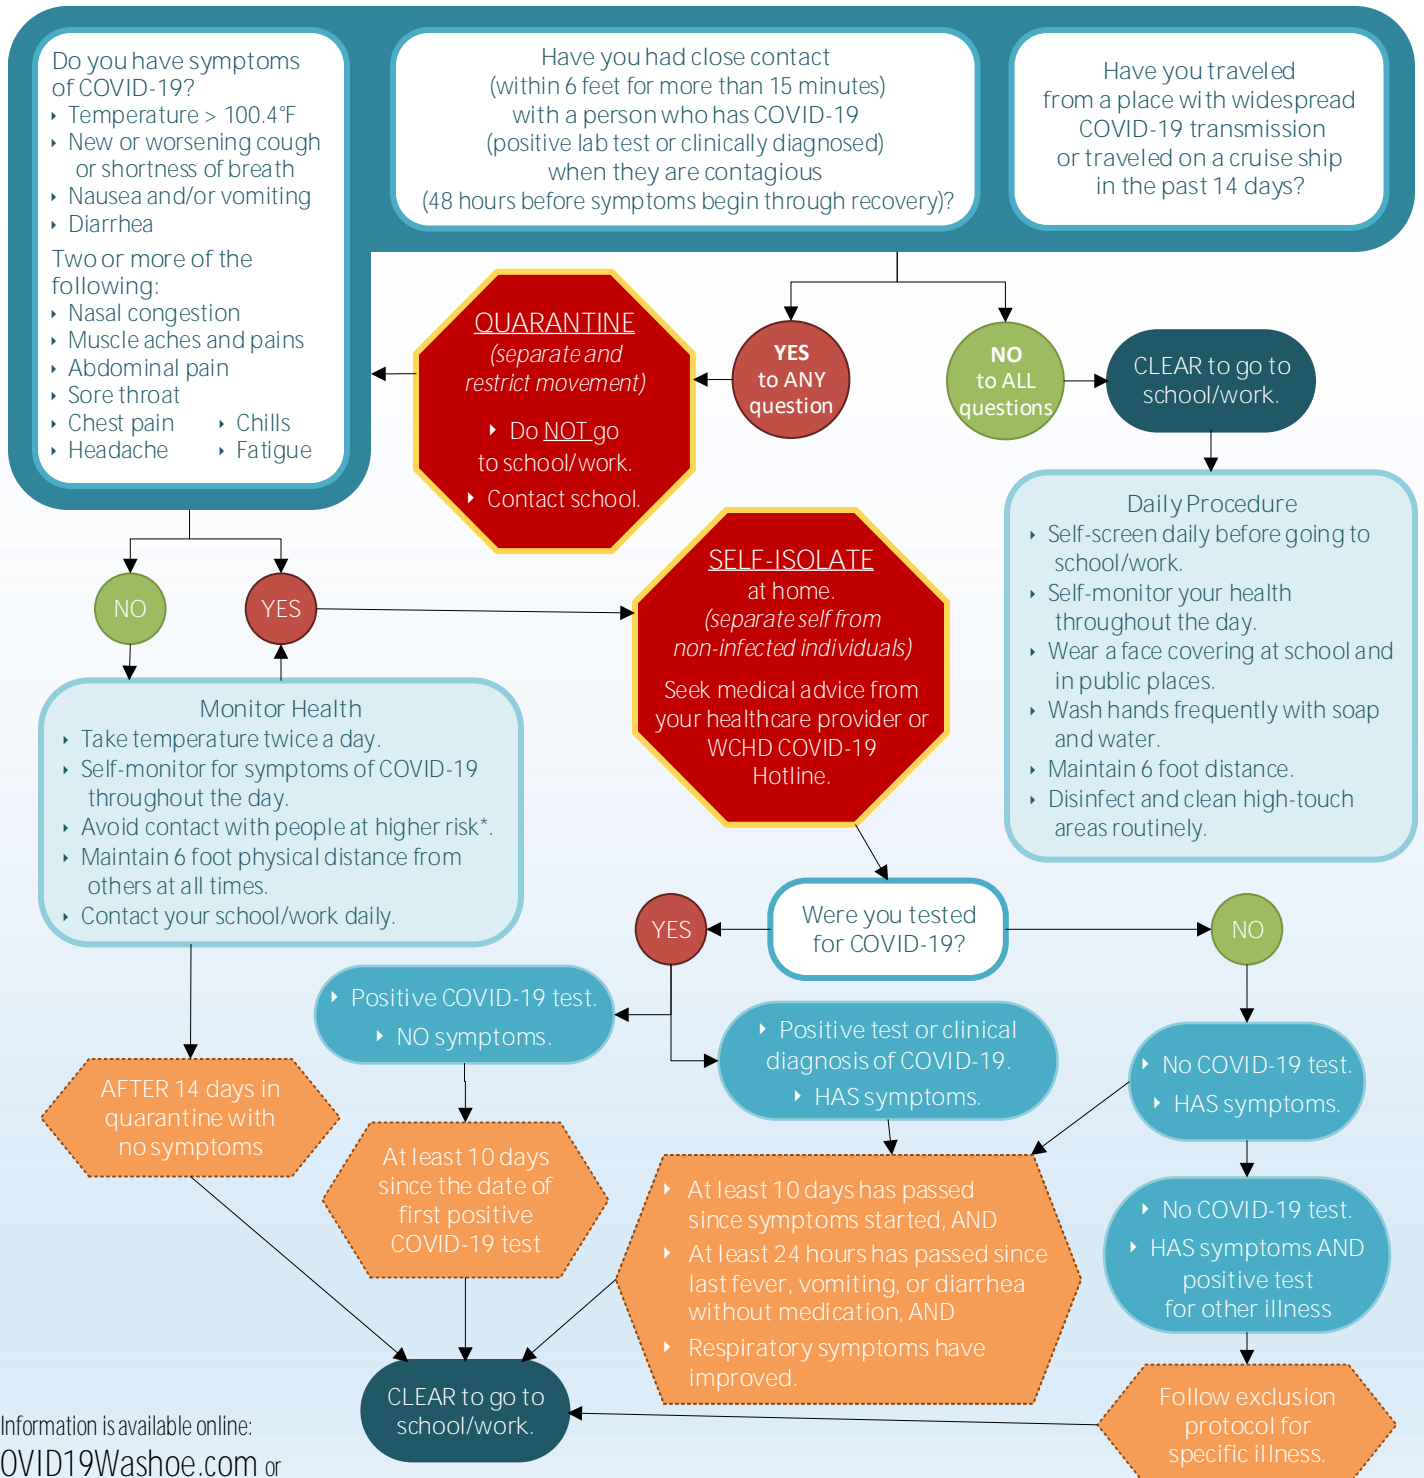 Do you have symptoms
of COVID-19?
‣ Temperature > 100.4°F
‣ New or worsening cough
or shortness of breath
‣ Nausea and/or vomiting
‣ Diarrhea
Two or more of the
following:
‣ Nasal congestion
‣ Muscle aches and pains
‣ Abdominal pain
‣ Sore throat
‣ Chest pain ‣ Chills
‣ Headache ‣ Fatigue
Have you had close contact
(within 6 feet for more than 15 minutes)
with a person who has COVID-19
(positive lab test or clinically diagnosed)
when they are contagious
(48 hours before symptoms begin through recovery)?
Have you traveled
from a place with widespread
COVID-19 transmission
or traveled on a cruise ship
in the past 14 days?
QUARANTINE
(separate and
restrict movement)
‣ Do NOT go
to school/work.
‣ Contact school.
YES
to ANY
question
NO
to ALL
questions
CLEAR to go to
school/work.
Daily Procedure
‣ Self-screen daily before going to
school/work.
‣ Self-monitor your health
throughout the day.
‣ Wear a face covering at school and
in public places.
‣ Wash hands frequently with soap
and water.
‣ Maintain 6 foot distance.
‣ Disinfect and clean high-touch
areas routinely.
NO
YES
SELF-ISOLATE
at home.
(separate self from
non-infected individuals)
Seek medical advice from
your healthcare provider or
WCHD COVID-19
Hotline.
Monitor Health
‣ Take temperature twice a day.
‣ Self-monitor for symptoms of COVID-19
throughout the day.
‣ Avoid contact with people at higher risk*.
‣ Maintain 6 foot physical distance from
others at all times.
‣ Contact your school/work daily.
Were you tested
for COVID-19?
YES
NO
‣ Positive COVID-19 test.
‣ NO symptoms.
‣ Positive test or clinical
diagnosis of COVID-19.
‣ HAS symptoms.
‣ No COVID-19 test.
‣ HAS symptoms.
AFTER 14 days in
quarantine with
no symptoms
At least 10 days
since the date of
first positive
COVID-19 test
‣ At least 10 days has passed
since symptoms started, AND
‣ At least 24 hours has passed since
last fever, vomiting, or diarrhea
without medication, AND
‣ Respiratory symptoms have
improved.
‣ No COVID-19 test.
‣ HAS symptoms AND
positive test
for other illness
CLEAR to go to
school/work.
Follow exclusion
protocol for
specific illness.
Information is available online:
OVID19Washoe.com or